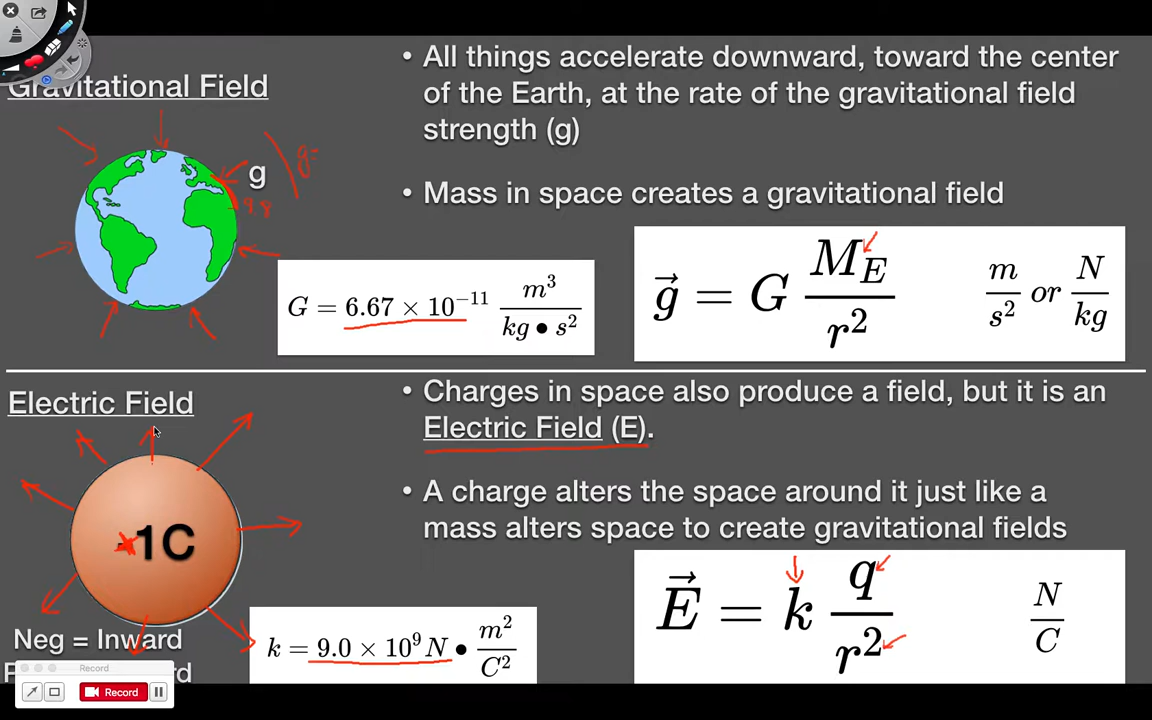 Gravitational Field
g
g=
9.8
• All things accelerate downward, toward the center
of the Earth, at the rate of the gravitational field
strength (g)
• Mass in space creates a gravitational field
G = 6.67 × 10⁻¹¹ m³ / kg • s²
g⃗ = G M_E / r²
m / s² or N / kg
Electric Field
1C
Neg = Inward
• Charges in space also produce a field, but it is an
Electric Field (E).
• A charge alters the space around it just like a
mass alters space to create gravitational fields
k = 9.0 × 10⁹ N • m² / C²
E⃗ = k q / r²
N / C
Record
Record